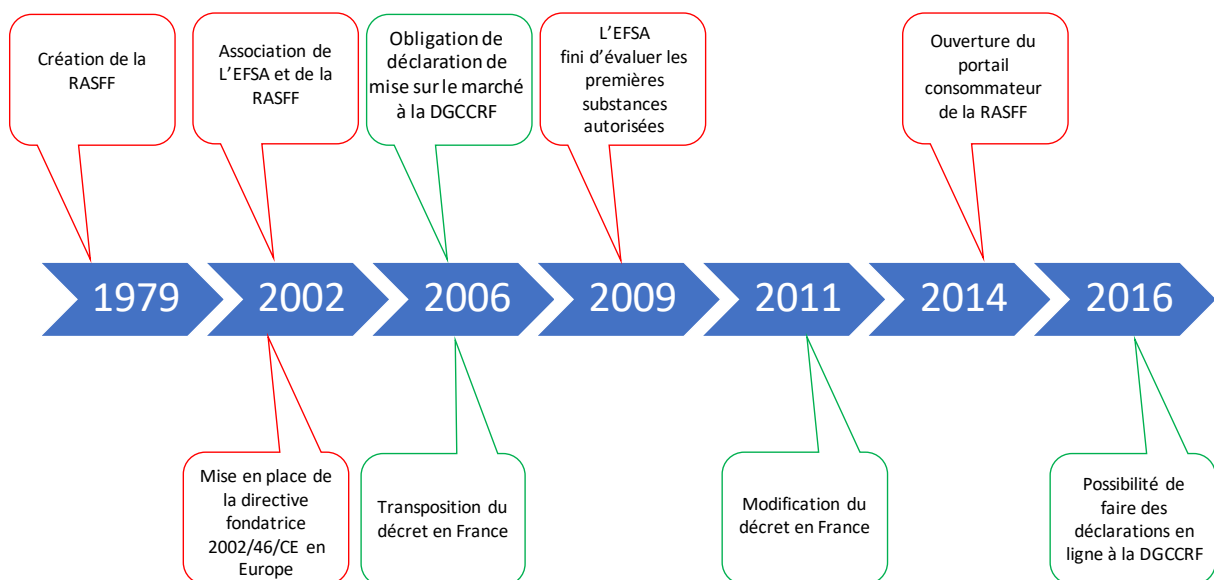 Création de la
RASFF
Association de
L’EFSA et de la
RASFF
Obligation de
déclaration de
mise sur le marché
à la DGCCRF
L’EFSA
fini d’évaluer les
premières
substances
autorisées
Ouverture du
portail
consommateur
de la RASFF
1979
2002
2006
2009
2011
2014
2016
Mise en place de
la directive
fondatrice
2002/46/CE en
Europe
Transposition du
décret en France
Modification du
décret en France
Possibilité de
faire des
déclarations en
ligne à la DGCCRF